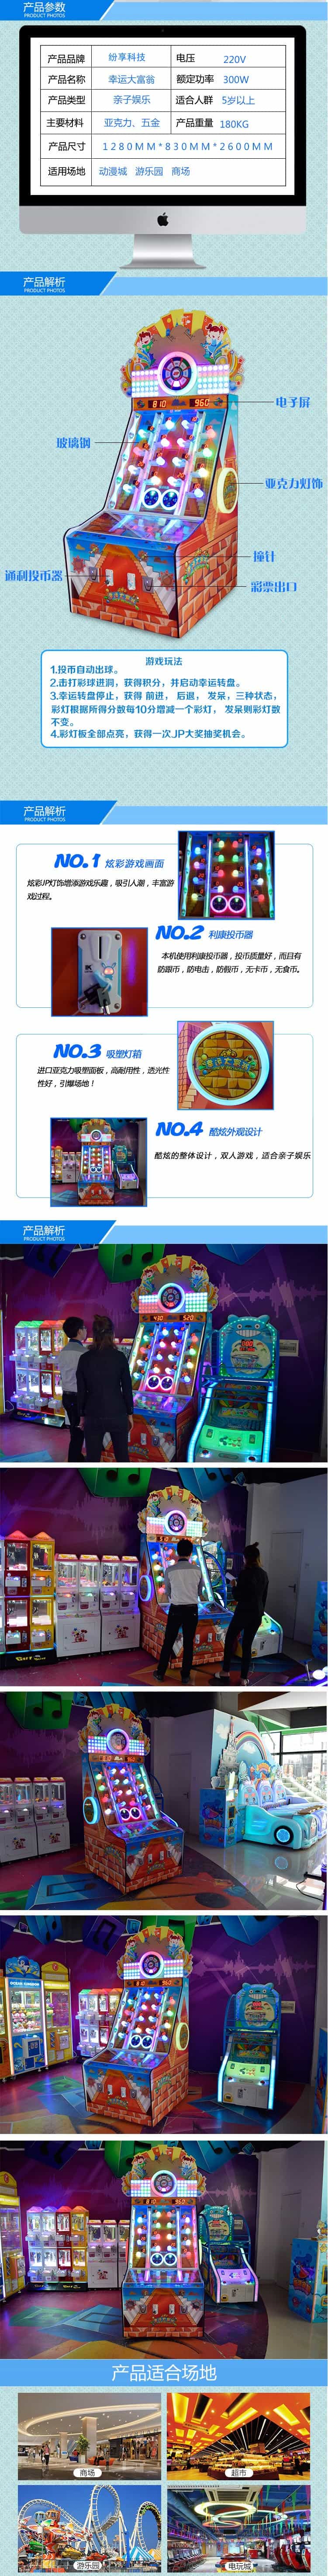 产品参数
PRODUCT PHOTOS
产品品牌 纷享科技 电压 220V
产品名称 幸运大富翁 额定功率 300W
产品类型 亲子娱乐 适合人群 5岁以上
主要材料 亚克力、五金 产品重量 180KG
产品尺寸 1280MM*830MM*2600MM
适用场地 动漫城 游乐园 商场
产品解析
PRODUCT PHOTOS
810 960
电子屏
玻璃钢
亚克力灯饰
撞针
通利投币器
彩票出口
游戏玩法
1.投币自动出球。
2.击打彩球进洞，获得积分，并启动幸运转盘。
3.幸运转盘停止，获得 前进， 后退， 发呆，三种状态，
彩灯根据所得分数每10分增减一个彩灯， 发呆则彩灯数
不变。
4.彩灯板全部点亮，获得一次JP大奖抽奖机会。
产品解析
PRODUCT PHOTOS
NO.1 炫彩游戏画面
炫彩JP灯饰增添游戏乐趣，吸引人潮，丰富游
戏过程。
NO.2 利康投币器
本机使用利康投币器，投币质量好，而且有
防跟币，防电击，防假币，无卡币，无食币。
NO.3 吸塑灯箱
进口亚克力吸塑面板，高耐用性，透光性
性好，引爆场地！
NO.4 酷炫外观设计
酷炫的整体设计，双人游戏，适合亲子娱乐
产品解析
PRODUCT PHOTOS
产品适合场地
商场
超市
游乐园
电玩城